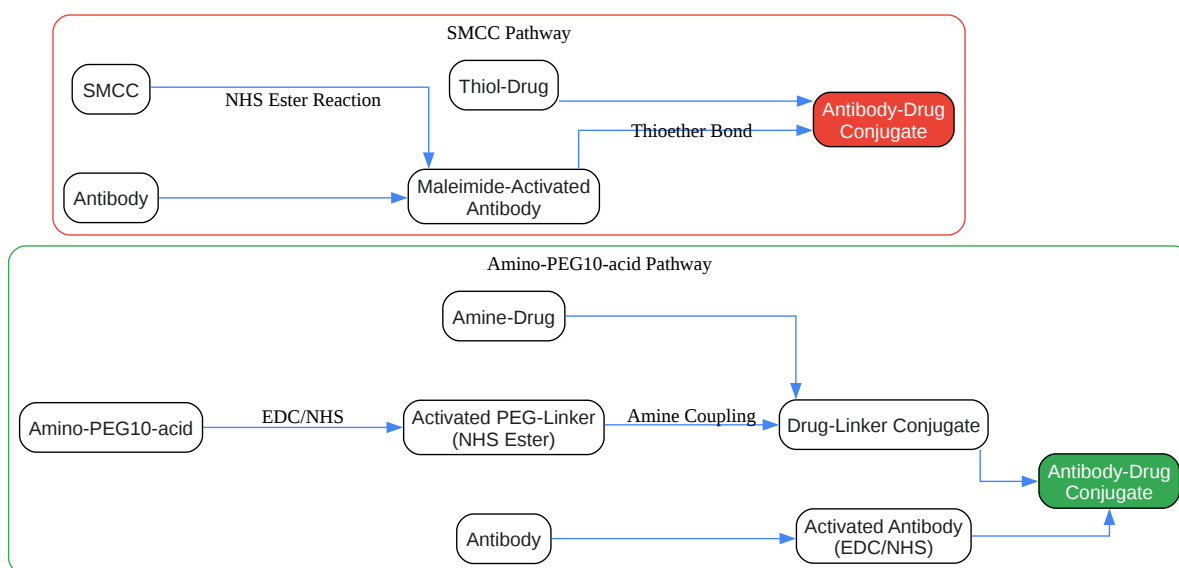 SMCC Pathway
SMCC
NHS Ester Reaction
Thiol-Drug
Antibody-Drug
Conjugate
Thioether Bond
Antibody
Maleimide-Activated
Antibody
Amino-PEG10-acid Pathway
Amine-Drug
Amino-PEG10-acid
EDC/NHS
Activated PEG-Linker
(NHS Ester)
Amine Coupling
Drug-Linker Conjugate
Antibody-Drug
Conjugate
Antibody
Activated Antibody
(EDC/NHS)